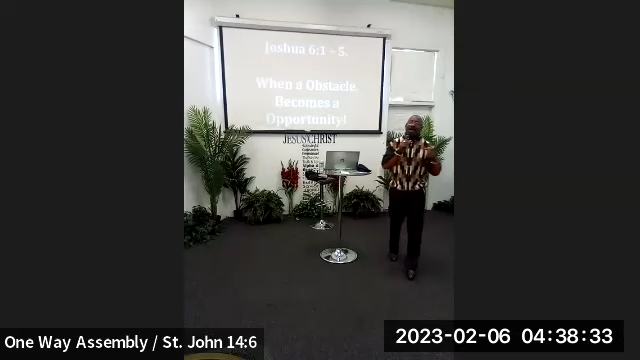 Joshua 6:1 - 5.
When a Obstacle,
Becomes a
Opportunity!
JESUS CHRIST
One Way Assembly / St. John 14:6
2023-02-06 04:38:33